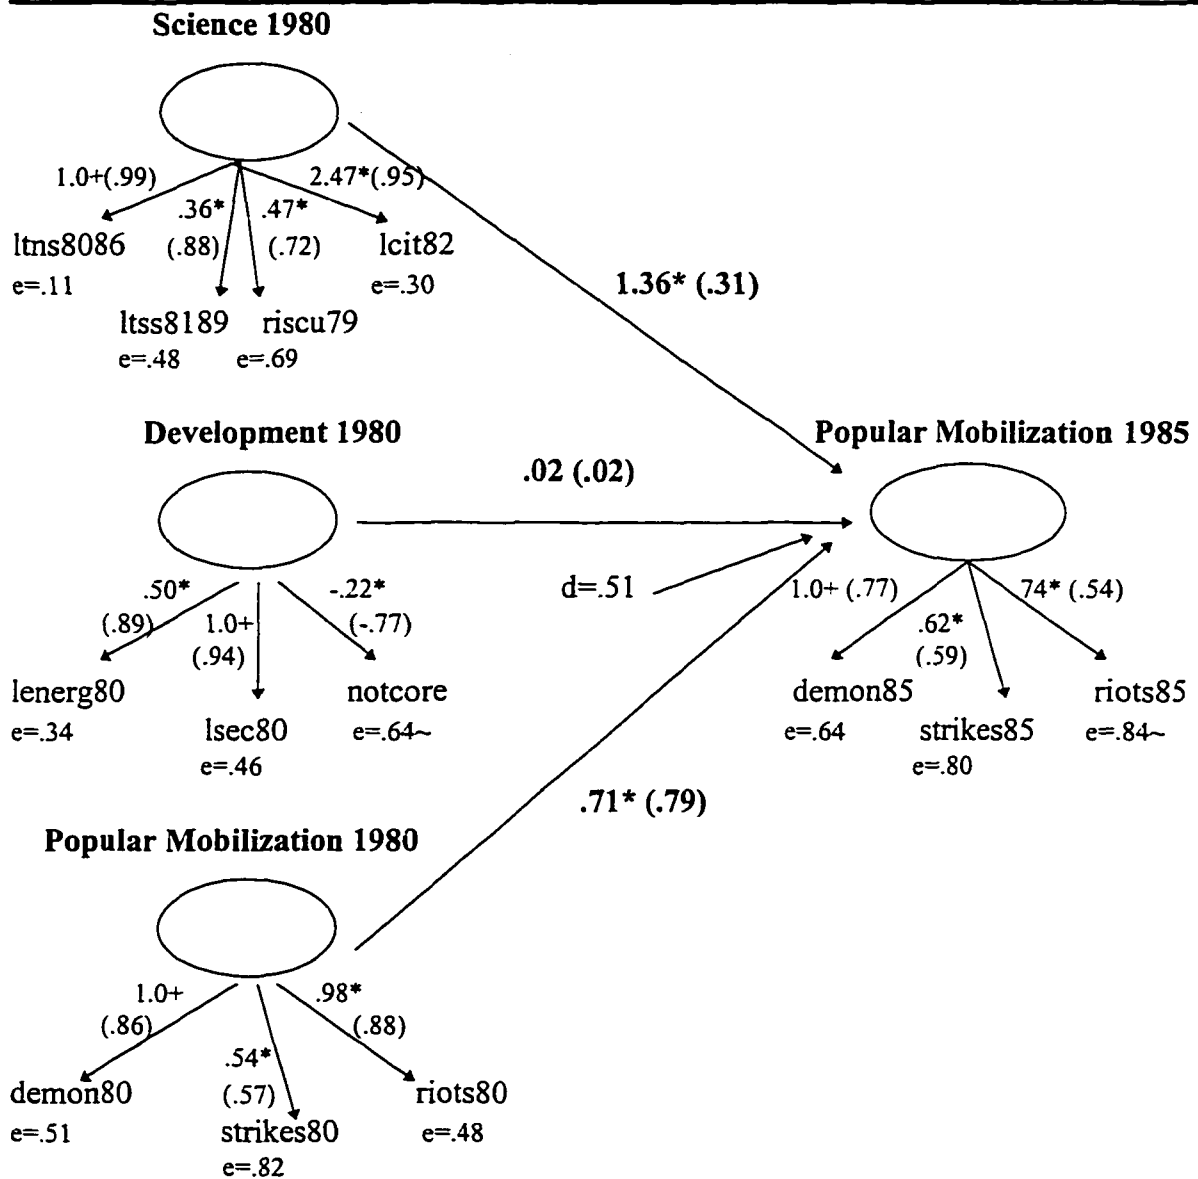 Science 1980
1.0+(.99)
2.47*(.95)
.36*
.47*
(.88)
(.72)
ltns8086
lcit82
e=.11
e=.30
ltss8189
riscu79
e=.48
e=.69
1.36* (.31)
Development 1980
Popular Mobilization 1985
.02 (.02)
.50*
-.22*
(.89)
1.0+
(-.77)
(.94)
d=.51
1.0+ (.77)
.74* (.54)
.62*
(.59)
lenerg80
notcore
demon85
riots85
e=.34
lsec80
e=.64~
e=.64
strikes85
e=.84~
e=.46
e=.80
.71* (.79)
Popular Mobilization 1980
1.0+
.98*
(.86)
(.88)
.54*
(.57)
demon80
riots80
e=.51
strikes80
e=.48
e=.82